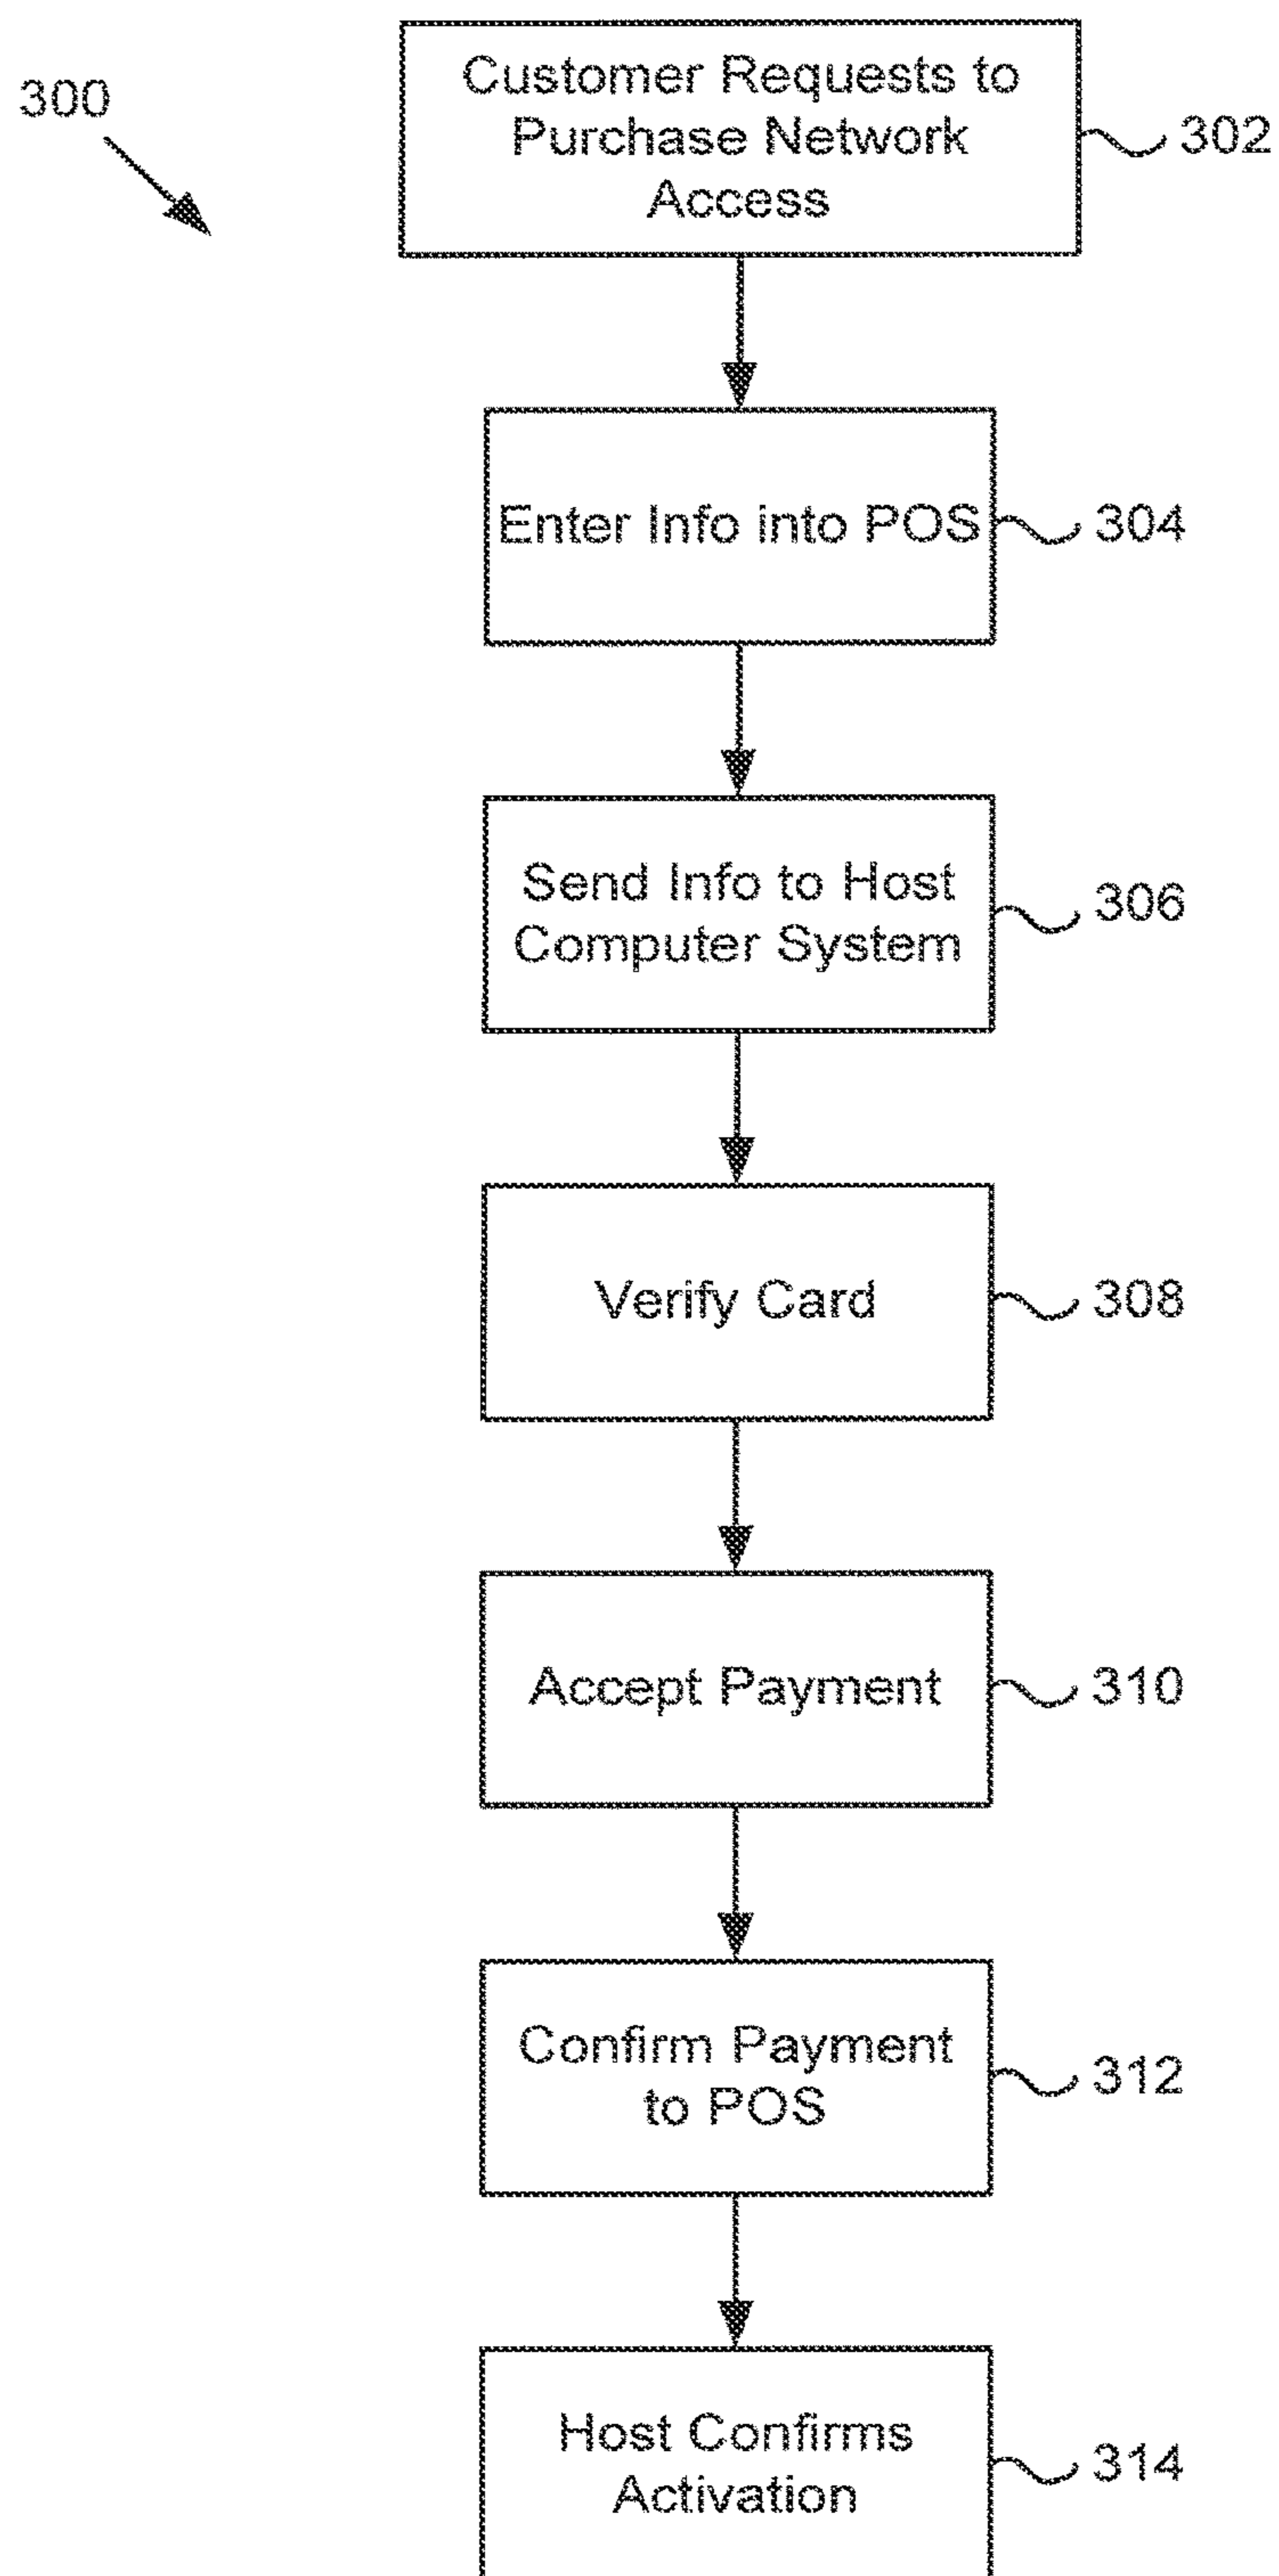 300
Customer Requests to
Purchase Network
Access
302
Enter Info into POS
304
Send Info to Host
Computer System
306
Verify Card
308
Accept Payment
310
Confirm Payment
to POS
312
Host Confirms
Activation
314